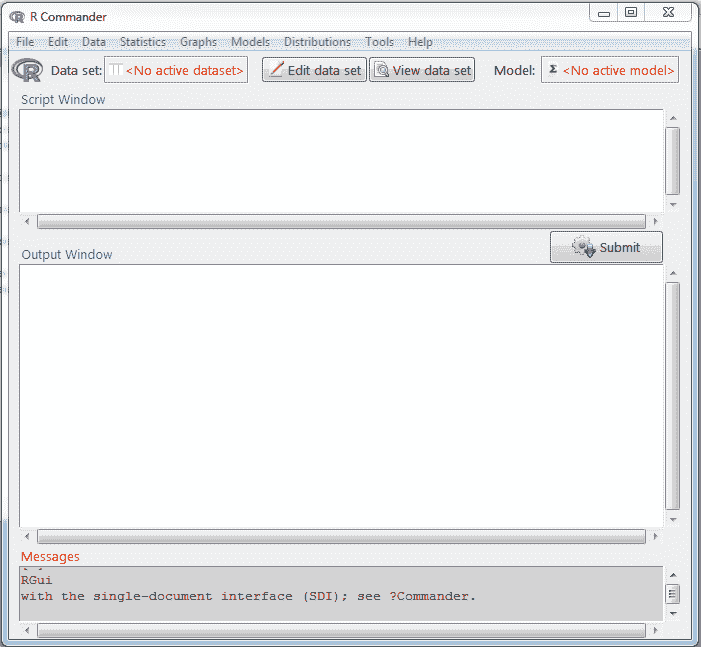 R Commander
File Edit Data Statistics Graphs Models Distributions Tools Help
R Data set: <No active dataset> Edit data set View data set Model: Σ <No active model>
Script Window
Submit
Output Window
Messages
RGui
with the single-document interface (SDI); see ?Commander.